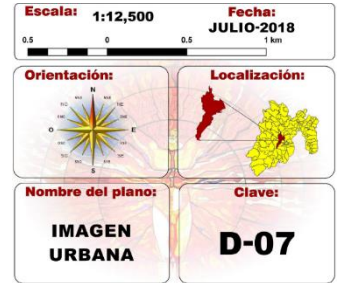 Escala: 1:12,500
Fecha:
JULIO-2018
0.5 0 0.5 1 km
Orientación:
Localización:
N
O E
S
Nombre del plano:
Clave:
IMAGEN
URBANA
D-07